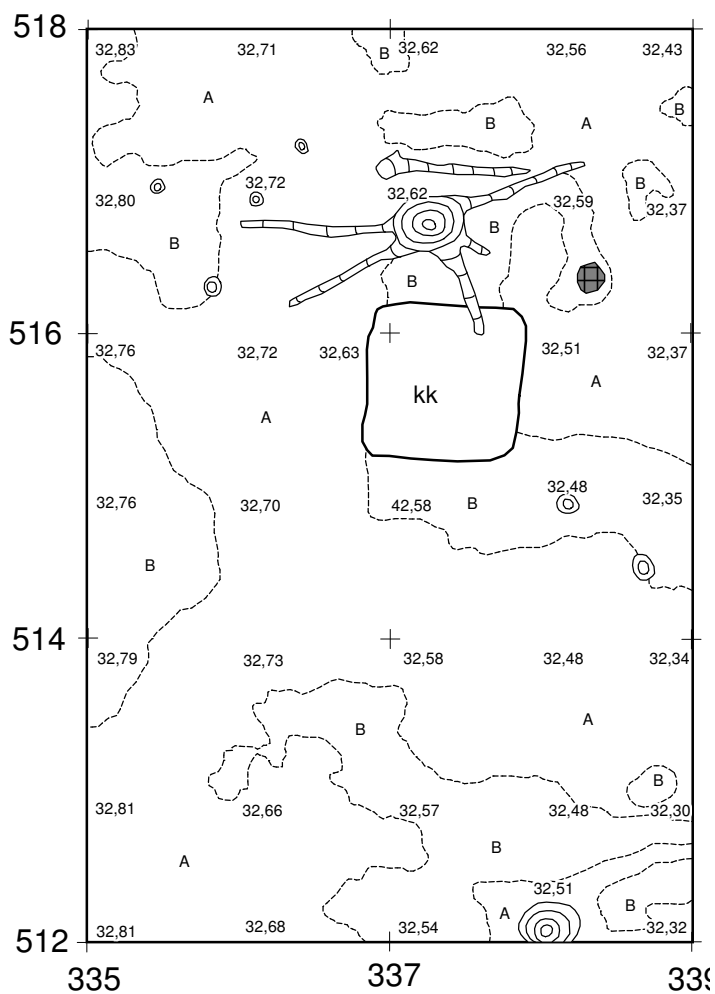 518
32,83 32,71 B 32,62 32,56 32,43
A B
B A
32,72 B
32,80 32,62 32,59 32,37
B B
B
516
32,76 32,72 32,63 32,51 32,37
A
kk
A
32,48
32,76 32,70 42,58 B 32,35
B
514
32,79 32,73 32,58 32,48 32,34
A
B
B
32,81 32,66 32,57 32,48 32,30
B
A
32,51
A B
32,81 32,68 32,54 32,32
512
335 337 339